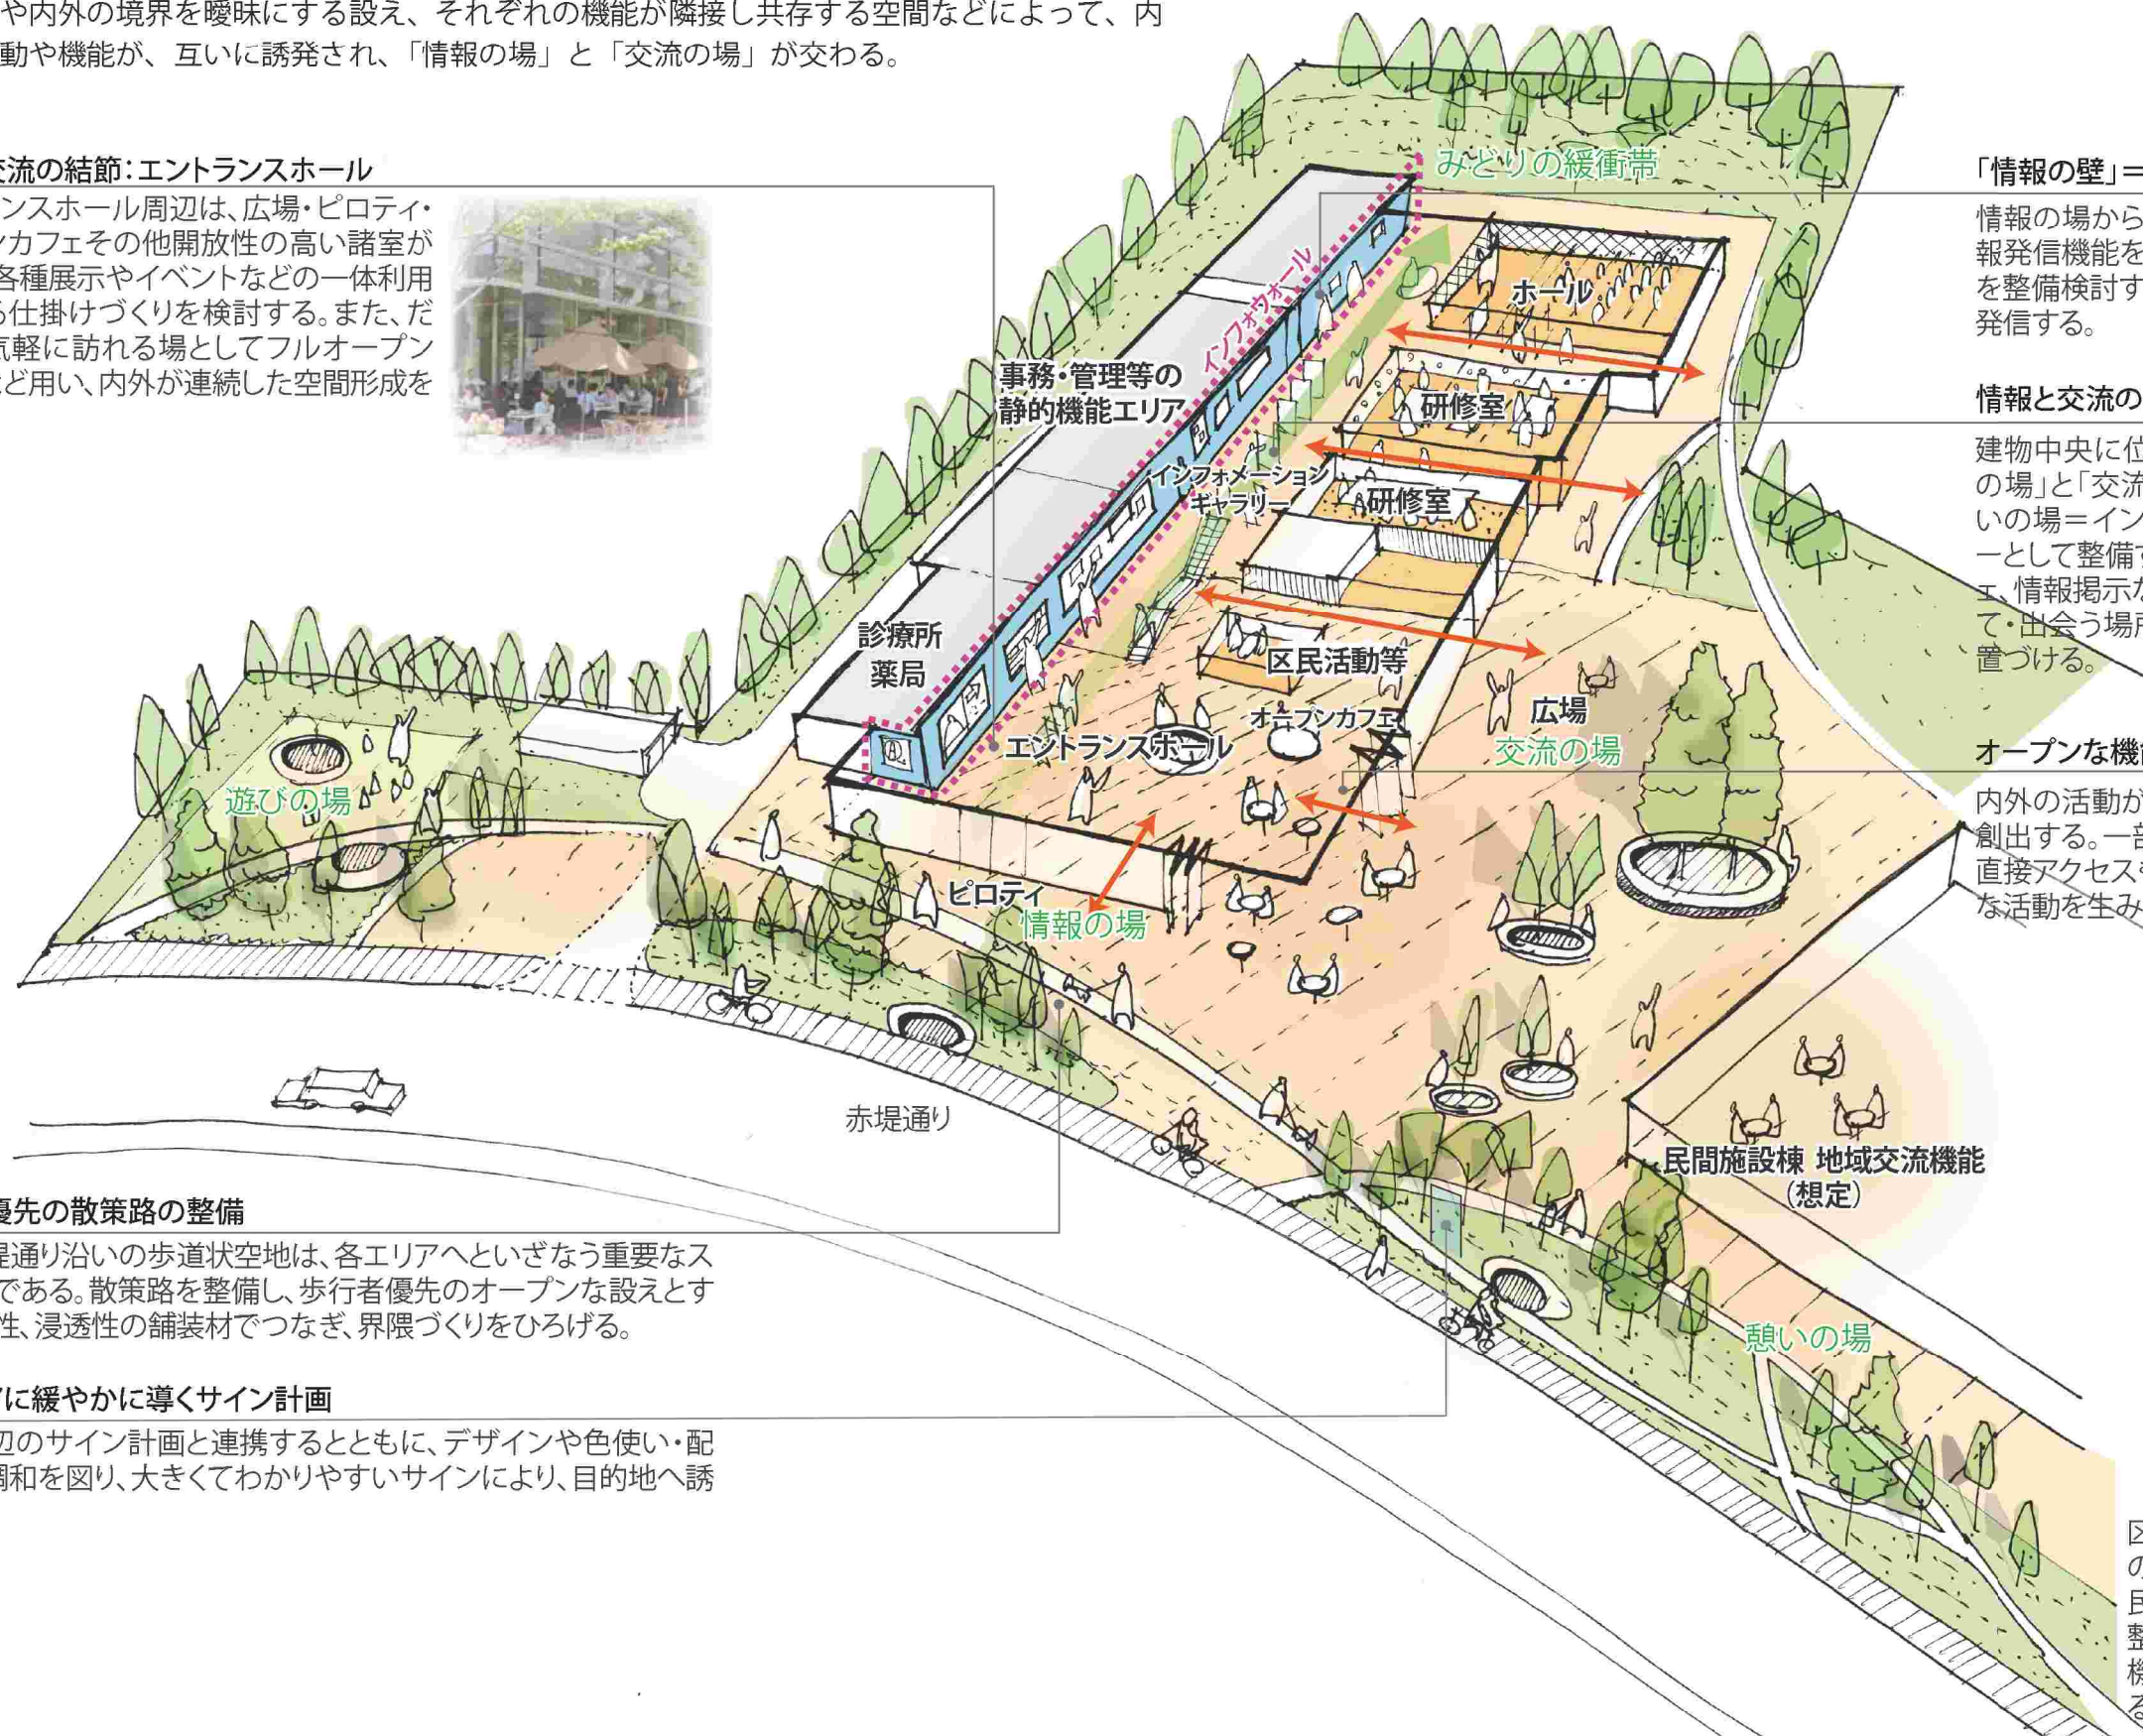 や内外の境界を曖昧にする設え、それぞれの機能が隣接し共存する空間などによって、内
動や機能が、互いに誘発され、「情報の場」と「交流の場」が交わる。
交流の結節：エントランスホール
ンスホール周辺は、広場・ピロティ・
ンカフェその他開放性の高い諸室が
各種展示やイベントなどの一体利用
る仕掛けづくりを検討する。また、だ
気軽に訪れる場としてフルオープン
など用い、内外が連続した空間形成を
みどりの緩衝帯
インフォウォール
ホール
事務・管理等の
静的機能エリア
研修室
インフォメーション
ギャラリー
研修室
診療所
薬局
区民活動等
オープンカフェ
エントランスホール
広場
交流の場
遊びの場
ピロティ
情報の場
赤堤通り
民間施設棟 地域交流機能
（想定）
憩いの場
「情報の壁」＝
情報の場から
報発信機能を
を整備検討す
発信する。
情報と交流の
建物中央に位
の場」と「交流
いの場＝イン
ーとして整備す
ェ、情報掲示な
て・出会う場所
置づける。
オープンな機能
内外の活動が
創出する。一部
直接アクセスや
な活動を生み
優先の散策路の整備
堤通り沿いの歩道状空地は、各エリアへといざなう重要なス
である。散策路を整備し、歩行者優先のオープンな設えとす
性、浸透性の舗装材でつなぎ、界隈づくりをひろげる。
アに緩やかに導くサイン計画
辺のサイン計画と連携するとともに、デザインや色使い・配
調和を図り、大きくてわかりやすいサインにより、目的地へ誘
区
の
民
整
機
る